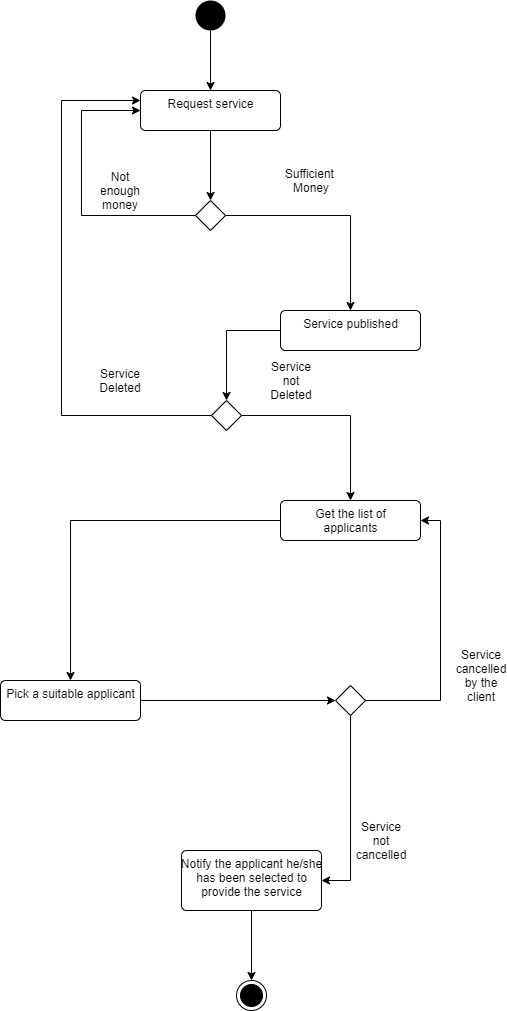 Request service
Not
enough
money
Sufficient
Money
Service published
Service
Deleted
Service
not
Deleted
Get the list of
applicants
Service
cancelled
by the
client
Pick a suitable applicant
Service
not
cancelled
Notify the applicant he/she
has been selected to
provide the service